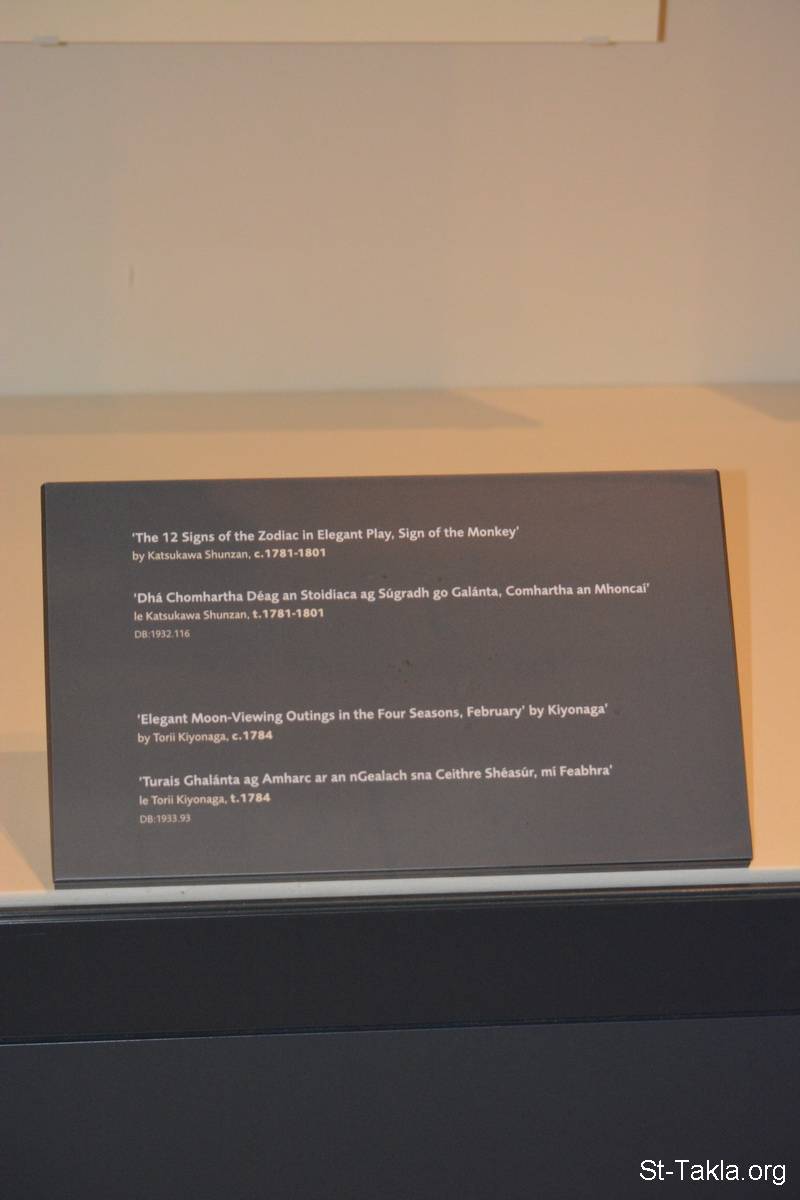 'The 12 Signs of the Zodiac in Elegant Play, Sign of the Monkey'
by Katsukawa Shunzan, c.1781-1801
'Dhá Chomhartha Déag an Stoidiaca ag Súgradh go Galánta, Comhartha an Mhoncaí'
le Katsukawa Shunzan, t.1781-1801
DB:1932.116
'Elegant Moon-Viewing Outings in the Four Seasons, February' by Kiyonaga'
by Torii Kiyonaga, c.1784
'Turais Ghalánta ag Amharc ar an nGealach sna Ceithre Shéasúr, mí Feabhra'
le Torii Kiyonaga, t.1784
DB:1933.93
St-Takla.org